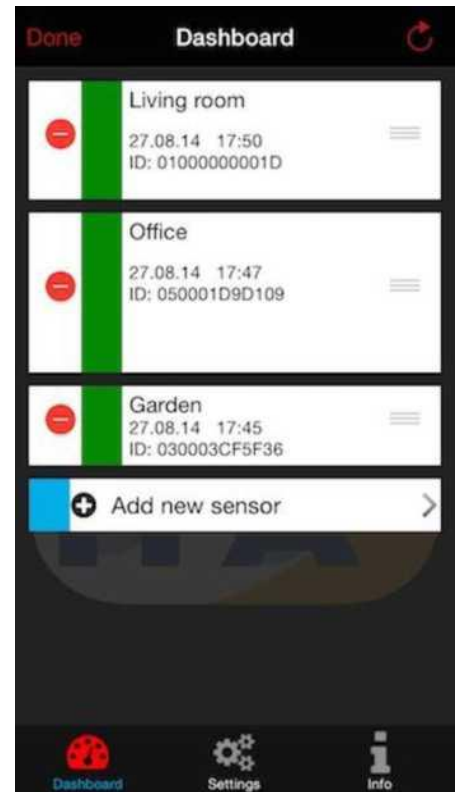 Done Dashboard
Living room
27.08.14 17:50
ID: 01000000001D
Office
27.08.14 17:47
ID: 050001D9D109
Garden
27.08.14 17:45
ID: 030003CF5F36
Add new sensor
Dashboard Settings Info